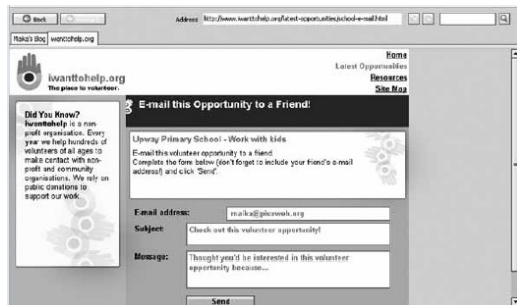 Back
Address http://www.iwanttohelp.org/latest-opportunities/school-e-mail.html
Maika's Blog
iwanttohelp.org
Home
Latest Opportunities
Resources
Site Map
iwanttohelp.org
The place to volunteer.
Did You Know?
iwanttohelp is a non-
profit organisation. Every
year we help hundreds of
volunteers of all ages to
make contact with non-
profit and community
organisations. We rely on
public donations to
support our work.
E-mail this Opportunity to a Friend!
Upway Primary School - Work with kids
E-mail this volunteer opportunity to a friend
Complete the form below (don't forget to include your friend's e-mail
address!) and click "Send".
E-mail address:
maika@picawoh.org
Subject:
Check out this volunteer opportunity!
Message:
Thought you'd be interested in this volunteer
opportunity because...
Send